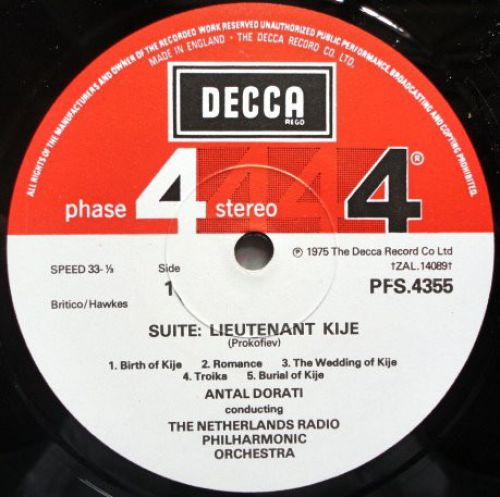 ALL RIGHTS OF THE MANUFACTURERS AND OWNER OF THE RECORDED WORK RESERVED UNAUTHORIZED PUBLIC PERFORMANCE, BROADCASTING AND COPYING PROHIBITED
MADE IN ENGLAND · THE DECCA RECORD CO. LTD.
DECCA
REGD
phase 4 stereo 4 4 4 ®
℗ 1975 The Decca Record Co Ltd
SPEED 33-⅓
Side
1
†ZAL.14089†
PFS.4355
Britico/Hawkes
SUITE: LIEUTENANT KIJE
(Prokofiev)
1. Birth of Kije 2. Romance 3. The Wedding of Kije
4. Troika 5. Burial of Kije
ANTAL DORATI
conducting
THE NETHERLANDS RADIO
PHILHARMONIC
ORCHESTRA